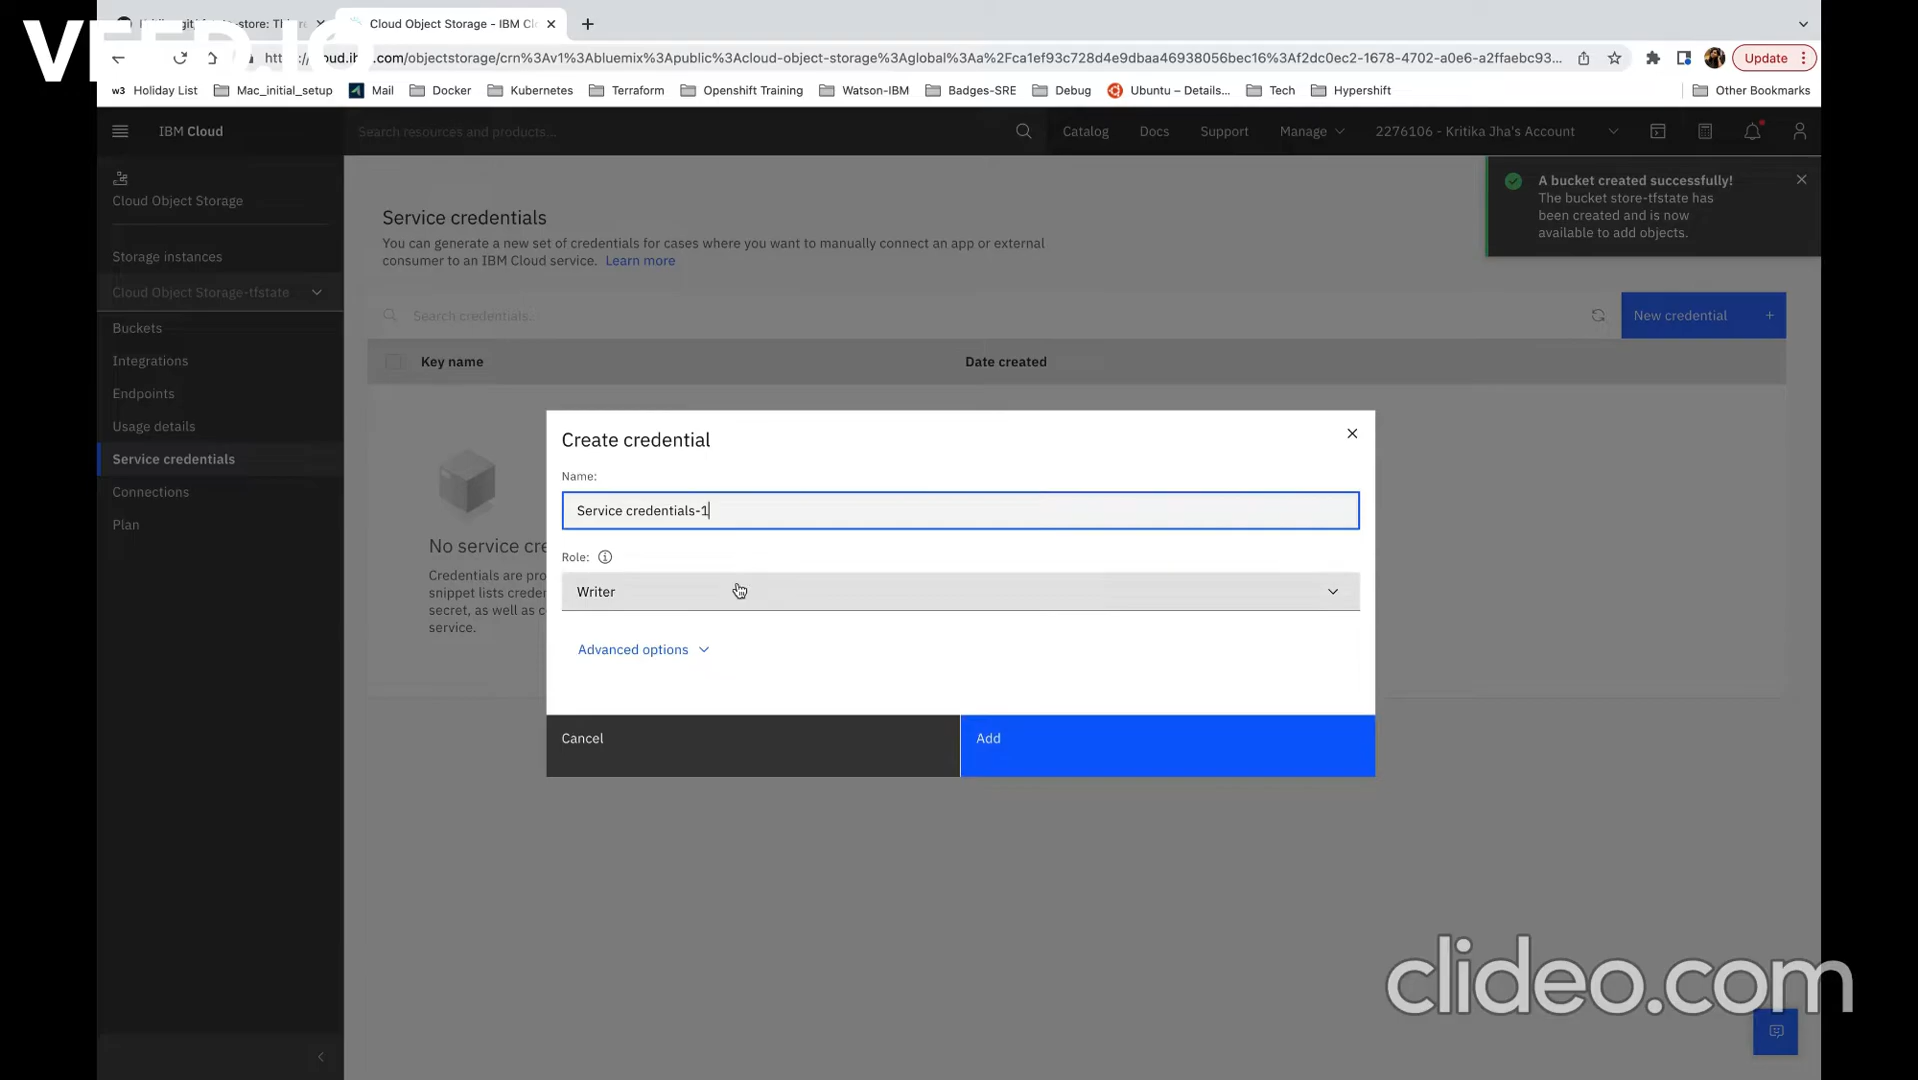 Cloud Object Storage - IBM Cl
cloud.ibm.com/objectstorage/crn%3Av1%3Abluemix%3Apublic%3Acloud-object-storage%3Aglobal%3Aa%2Fca1ef93c728d4e9dbaa46938056bec16%3Af2dc0ec2-1678-4702-a0e6-a2ffaebc93...
Update
w3 Holiday List Mac_initial_setup Mail Docker Kubernetes Terraform Openshift Training Watson-IBM Badges-SRE Debug Ubuntu – Details... Tech Hypershift Other Bookmarks
IBM Cloud
Search resources and products...
Catalog Docs Support Manage 2276106 - Kritika Jha's Account
Cloud Object Storage
Storage instances
Cloud Object Storage-tfstate
Buckets
Integrations
Endpoints
Usage details
Service credentials
Connections
Plan
A bucket created successfully!
The bucket store-tfstate has
been created and is now
available to add objects.
Service credentials
You can generate a new set of credentials for cases where you want to manually connect an app or external
consumer to an IBM Cloud service. Learn more
Search credentials.
New credential +
Key name Date created
No service cre
Credentials are pro
snippet lists creder
secret, as well as c
service.
Create credential
Name:
Service credentials-1
Role:
Writer
Advanced options
Cancel
Add
clideo.com